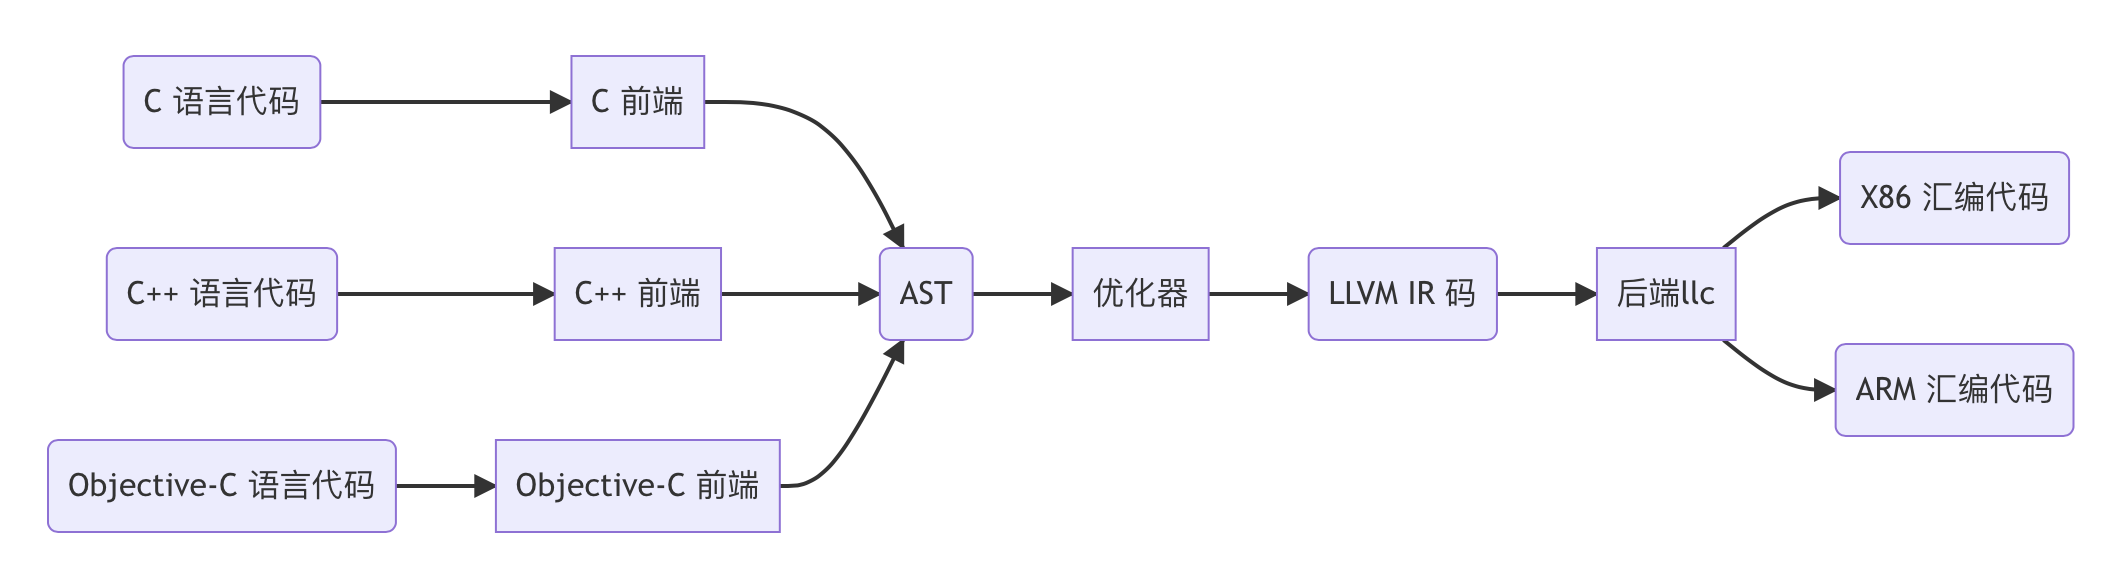 C 语言代码
C 前端
C++ 语言代码
C++ 前端
Objective-C 语言代码
Objective-C 前端
AST
优化器
LLVM IR 码
后端llc
X86 汇编代码
ARM 汇编代码